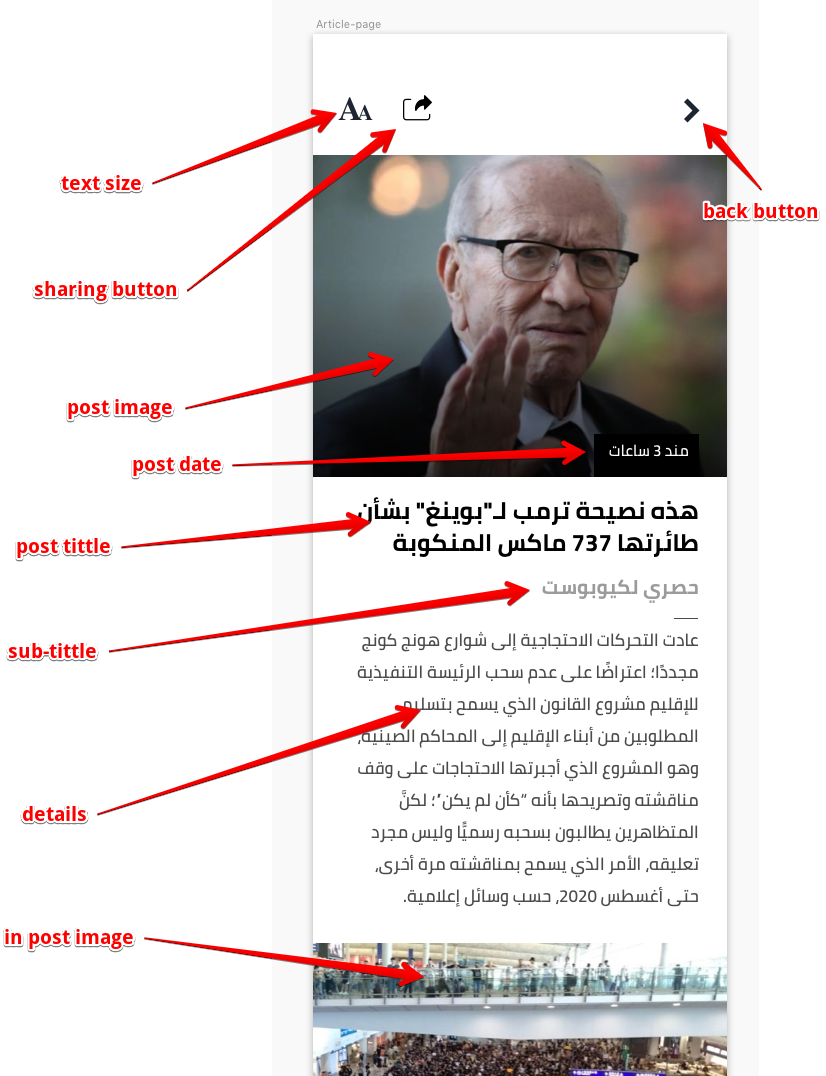 Article-page
AA
text size
back button
sharing button
post image
post date
منذ 3 ساعات
هذه نصيحة ترمب لـ"بوينغ" بشأن
post tittle
طائرتها 737 ماكس المنكوبة
حصري لكيوبوست
sub-tittle
عادت التحركات الاحتجاجية إلى شوارع هونج كونج
مجددًا؛ اعتراضًا على عدم سحب الرئيسة التنفيذية
للإقليم مشروع القانون الذي يسمح بتسليم
المطلوبين من أبناء الإقليم إلى المحاكم الصينية،
وهو المشروع الذي أجبرتها الاحتجاجات على وقف
مناقشته وتصريحها بأنه “كأن لم يكن”؛ لكنَّ
details
المتظاهرين يطالبون بسحبه رسميًّا وليس مجرد
تعليقه، الأمر الذي يسمح بمناقشته مرة أخرى،
حتى أغسطس 2020، حسب وسائل إعلامية.
in post image